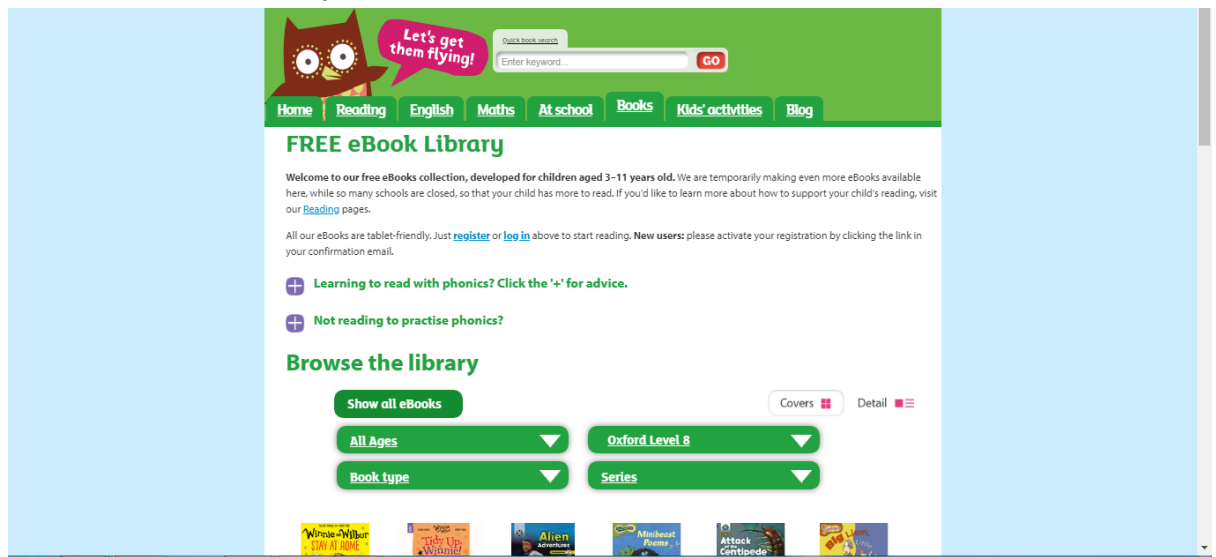 Let's get
them flying!
Quick book search
Enter keyword...
GO
Home Reading English Maths At school Books Kids' activities Blog
FREE eBook Library
Welcome to our free eBooks collection, developed for children aged 3–11 years old. We are temporarily making even more eBooks available
here, while so many schools are closed, so that your child has more to read. If you'd like to learn more about how to support your child's reading, visit
our Reading pages.
All our eBooks are tablet-friendly. Just register or log in above to start reading. New users: please activate your registration by clicking the link in
your confirmation email.
Learning to read with phonics? Click the '+' for advice.
Not reading to practise phonics?
Browse the library
Show all eBooks
Covers Detail
All Ages Oxford Level 8
Book type Series
Winnie and Wilbur
STAY AT HOME
Tidy Up,
Winnie!
Alien
Adventures
Minibeast
Poems
Attack
of the
Centipede
Big Liam,
Little